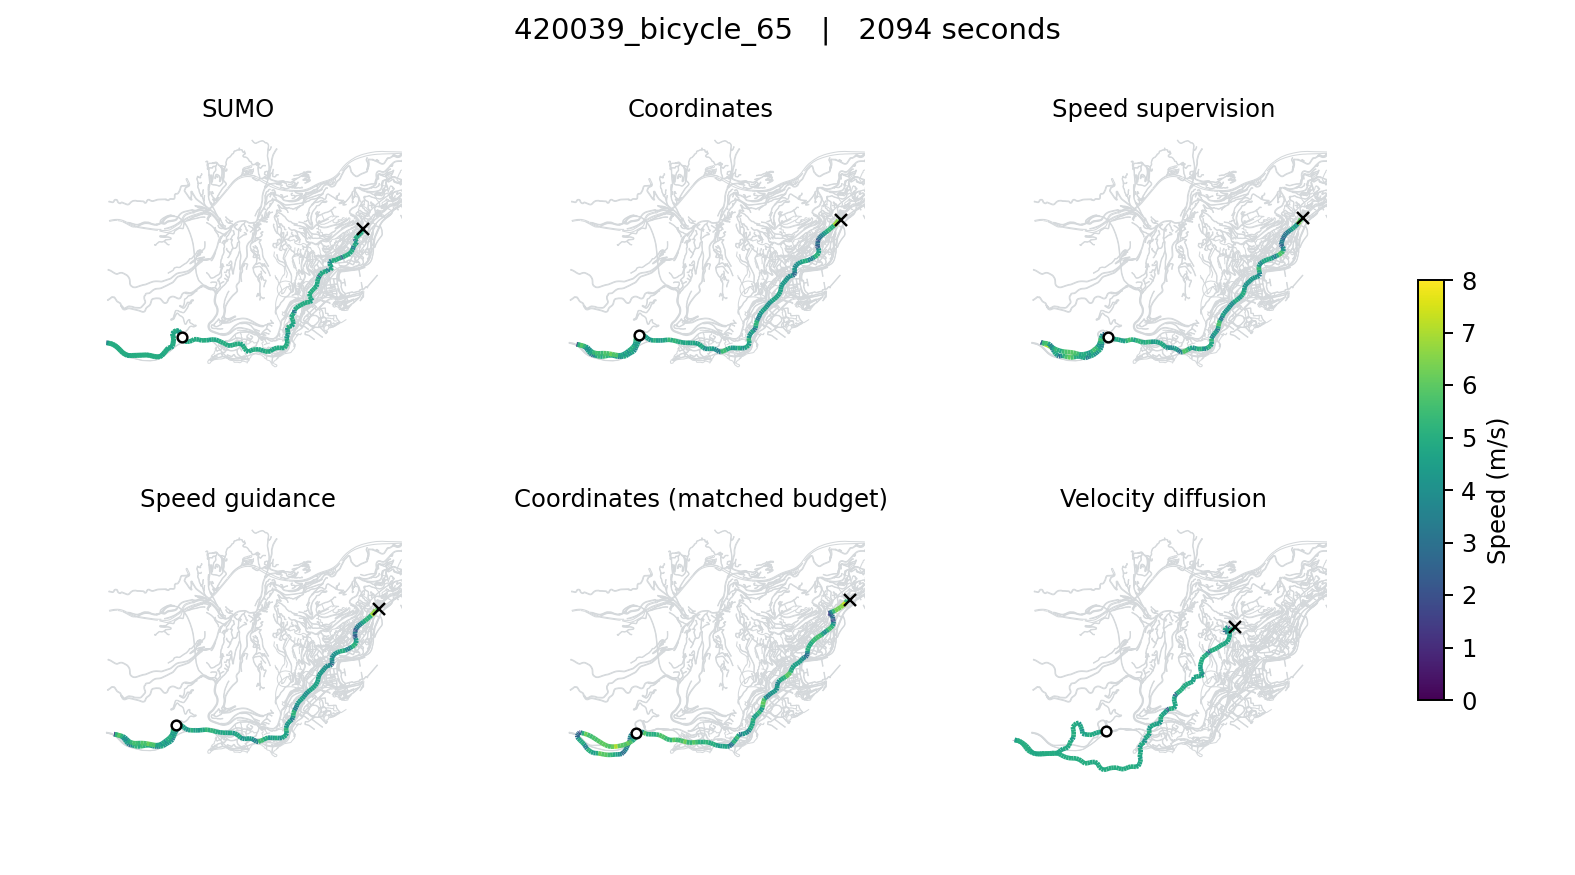 420039_bicycle_65 | 2094 seconds
SUMO
Coordinates
Speed supervision
Speed guidance
Coordinates (matched budget)
Velocity diffusion
8
7
6
5
4
3
2
1
0
Speed (m/s)